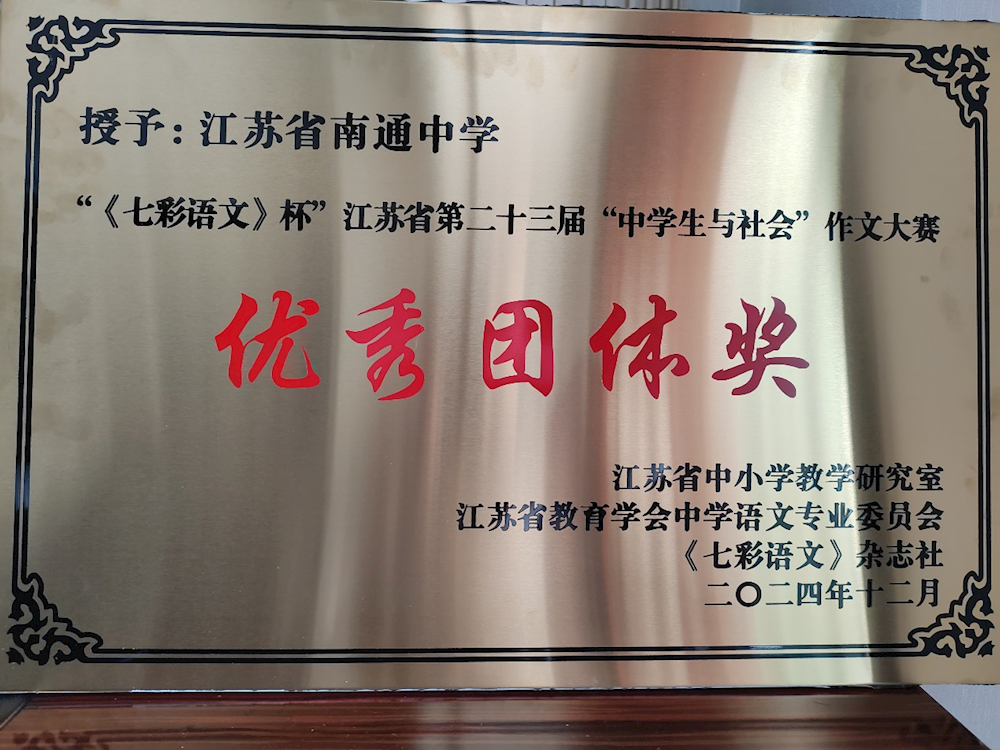 授予：江苏省南通中学
“《七彩语文》杯”江苏省第二十三届“中学生与社会”作文大赛
优秀团体奖
江苏省中小学教学研究室
江苏省教育学会中学语文专业委员会
《七彩语文》杂志社
二〇二四年十二月